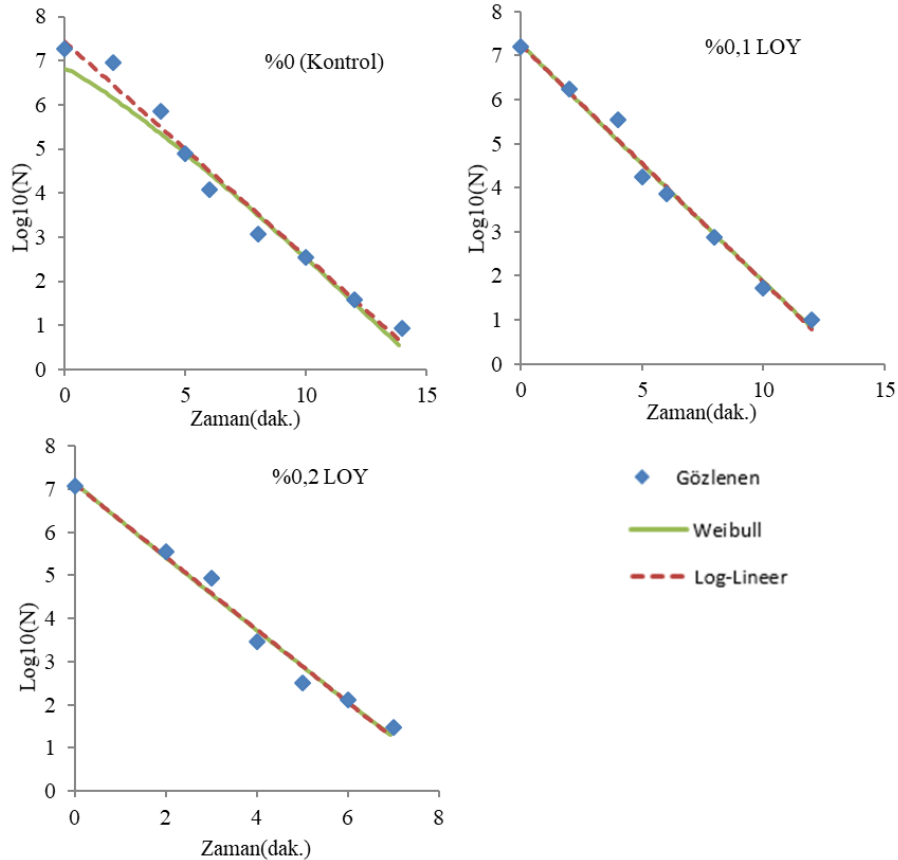 %0 (Kontrol)
Log10(N)
8
7
6
5
4
3
2
1
0
0 5 10 15
Zaman(dak.)
%0,1 LOY
Log10(N)
8
7
6
5
4
3
2
1
0
0 5 10 15
Zaman(dak.)
%0,2 LOY
Log10(N)
8
7
6
5
4
3
2
1
0
0 2 4 6 8
Zaman(dak.)
Gözlenen
Weibull
Log-Lineer